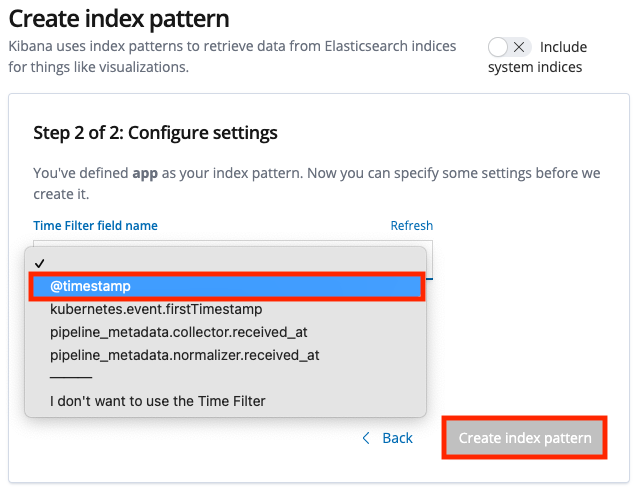 Create index pattern
Kibana uses index patterns to retrieve data from Elasticsearch indices
for things like visualizations.
Include
system indices
Step 2 of 2: Configure settings
You've defined app as your index pattern. Now you can specify some settings before we
create it.
Time Filter field name
Refresh
@timestamp
kubernetes.event.firstTimestamp
pipeline_metadata.collector.received_at
pipeline_metadata.normalizer.received_at
I don't want to use the Time Filter
Back
Create index pattern